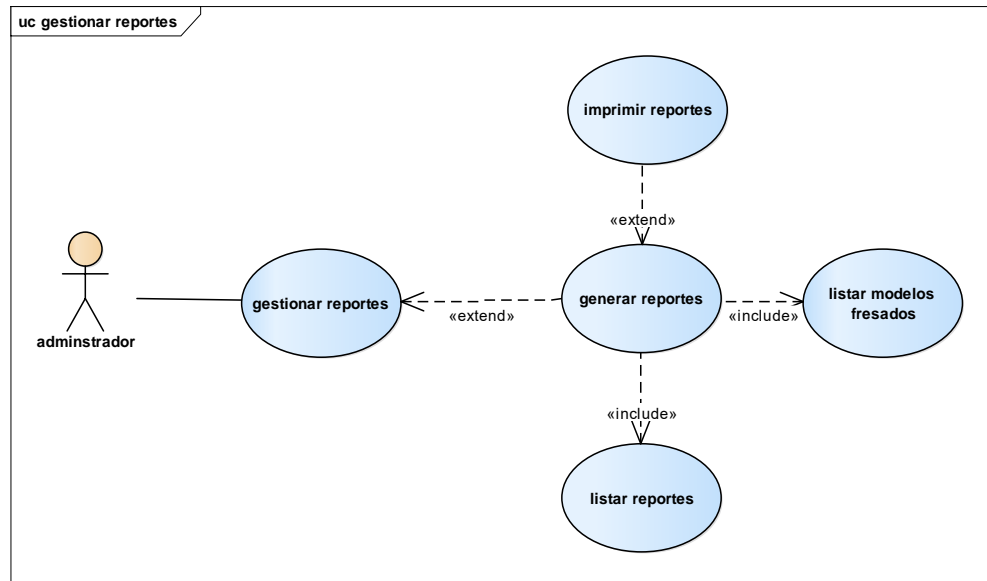 uc gestionar reportes
imprimir reportes
«extend»
adminstrador
gestionar reportes
«extend»
generar reportes
«include»
listar modelos
fresados
«include»
listar reportes